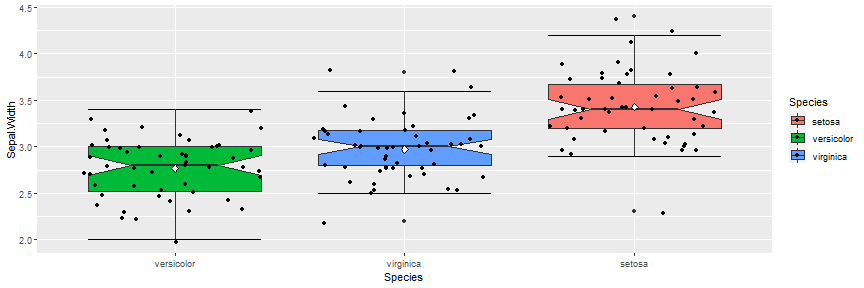 4.5
4.0
3.5
3.0
2.5
2.0
Sepal.Width
versicolor
virginica
setosa
Species
Species
setosa
versicolor
virginica